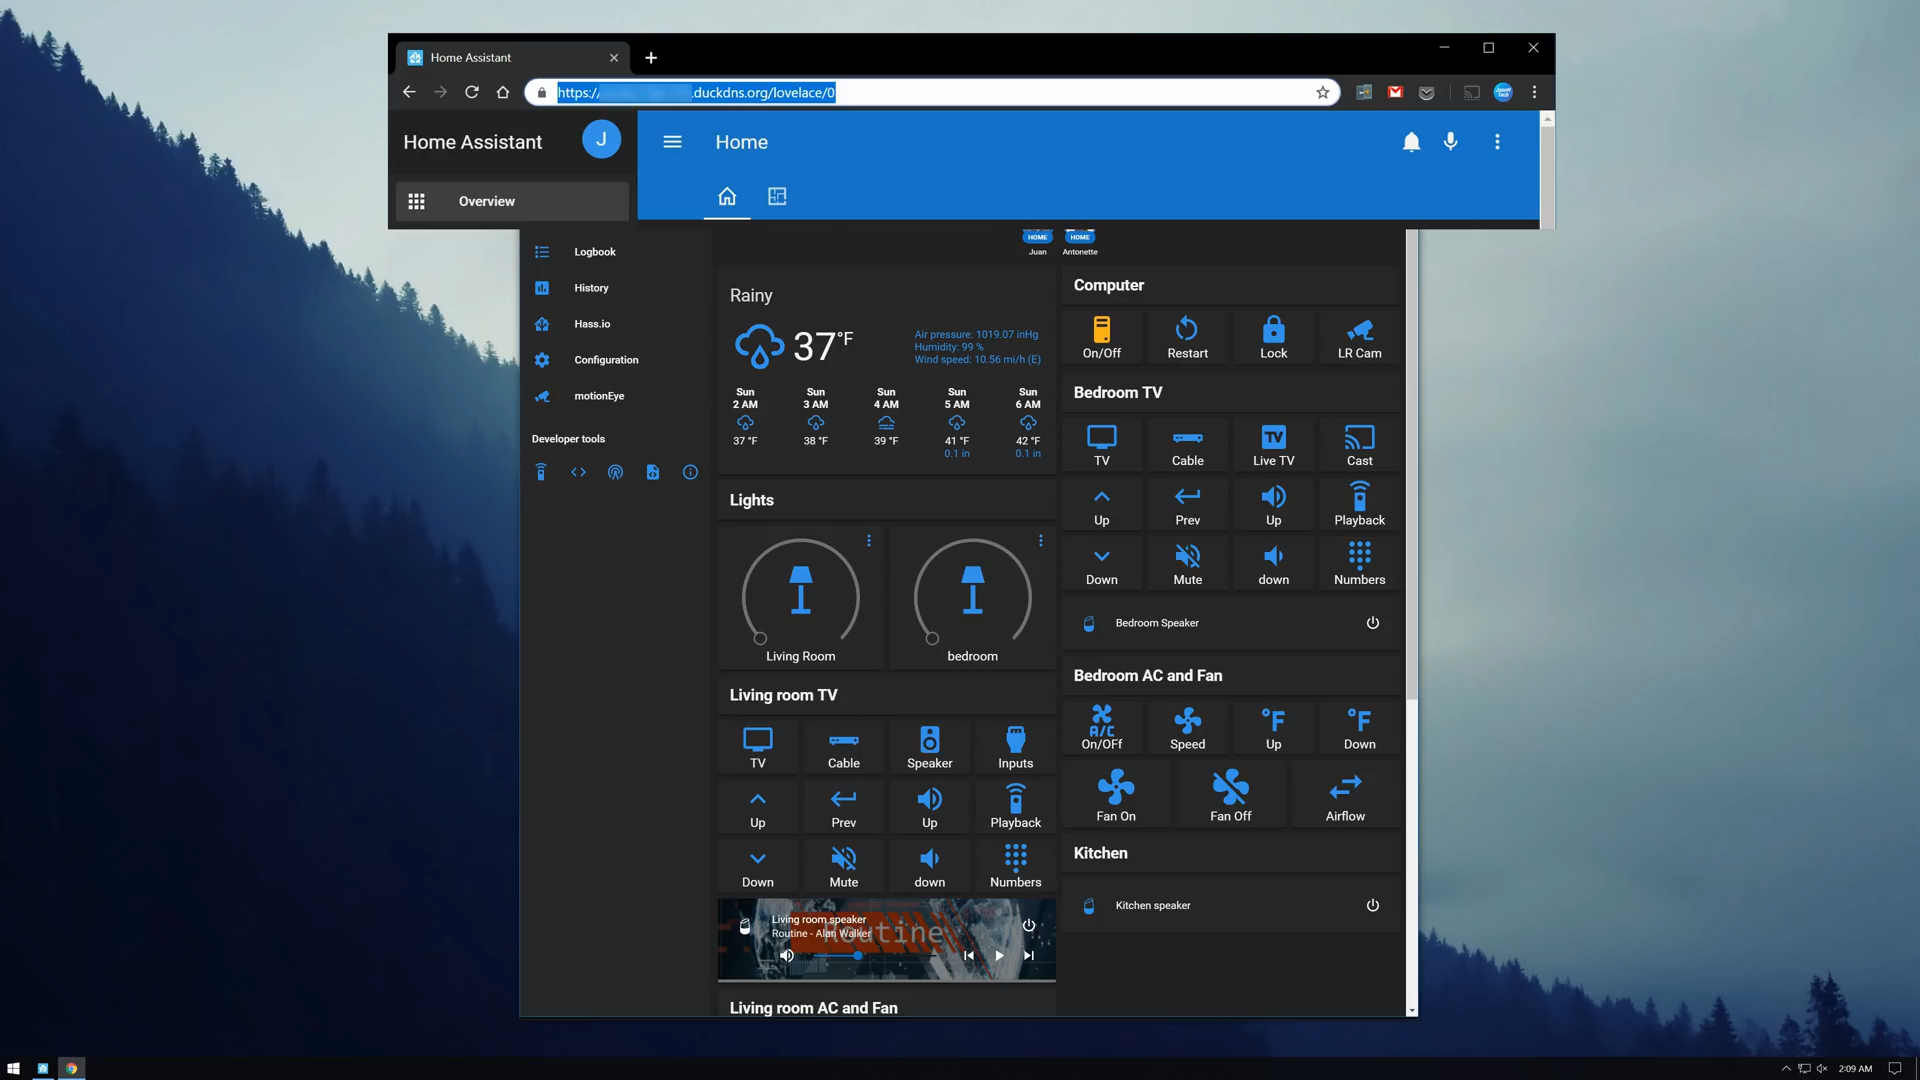 Home Assistant
https://
.duckdns.org/lovelace/0
Home Assistant
J
Home
Overview
HOME
HOME
Juan
Antonette
Logbook
History
Hass.io
Configuration
motionEye
Developer tools
Rainy
37°F
Air pressure: 1019.07 inHg
Humidity: 99 %
Wind speed: 10.56 mi/h (E)
Sun Sun Sun Sun Sun
2 AM 3 AM 4 AM 5 AM 6 AM
37 °F 38 °F 39 °F 41 °F 42 °F
0.1 in 0.1 in
Lights
Living Room
bedroom
Living room TV
TV Cable Speaker Inputs
Up Prev Up Playback
Down Mute down Numbers
Living room speaker
Routine - Alan Walker
Routine
Living room AC and Fan
Computer
On/Off Restart Lock LR Cam
Bedroom TV
TV
TV Cable Live TV Cast
Up Prev Up Playback
Down Mute down Numbers
Bedroom Speaker
Bedroom AC and Fan
A/C °F °F
On/OFf Speed Up Down
Fan On Fan Off Airflow
Kitchen
Kitchen speaker
2:09 AM